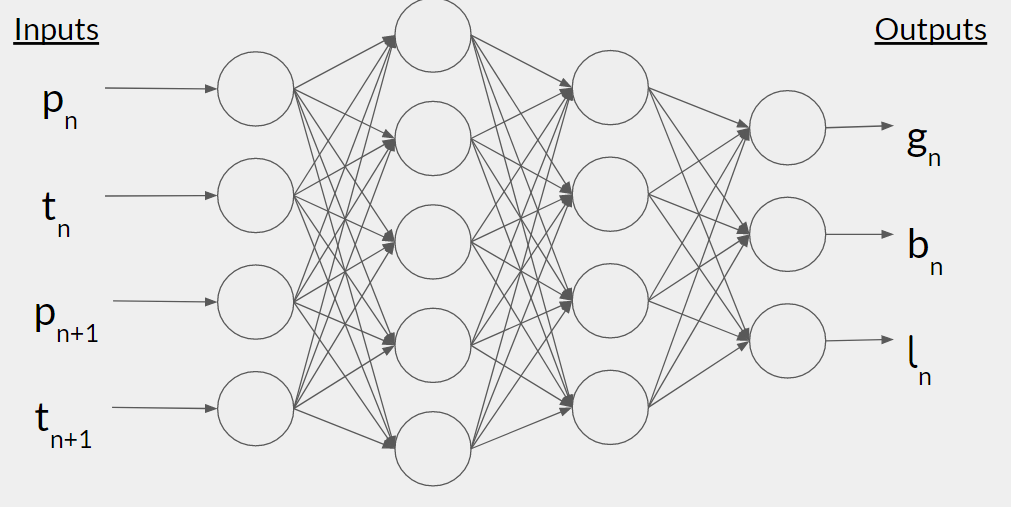 Inputs
Outputs
pₙ
tₙ
pₙ₊₁
tₙ₊₁
gₙ
bₙ
lₙ